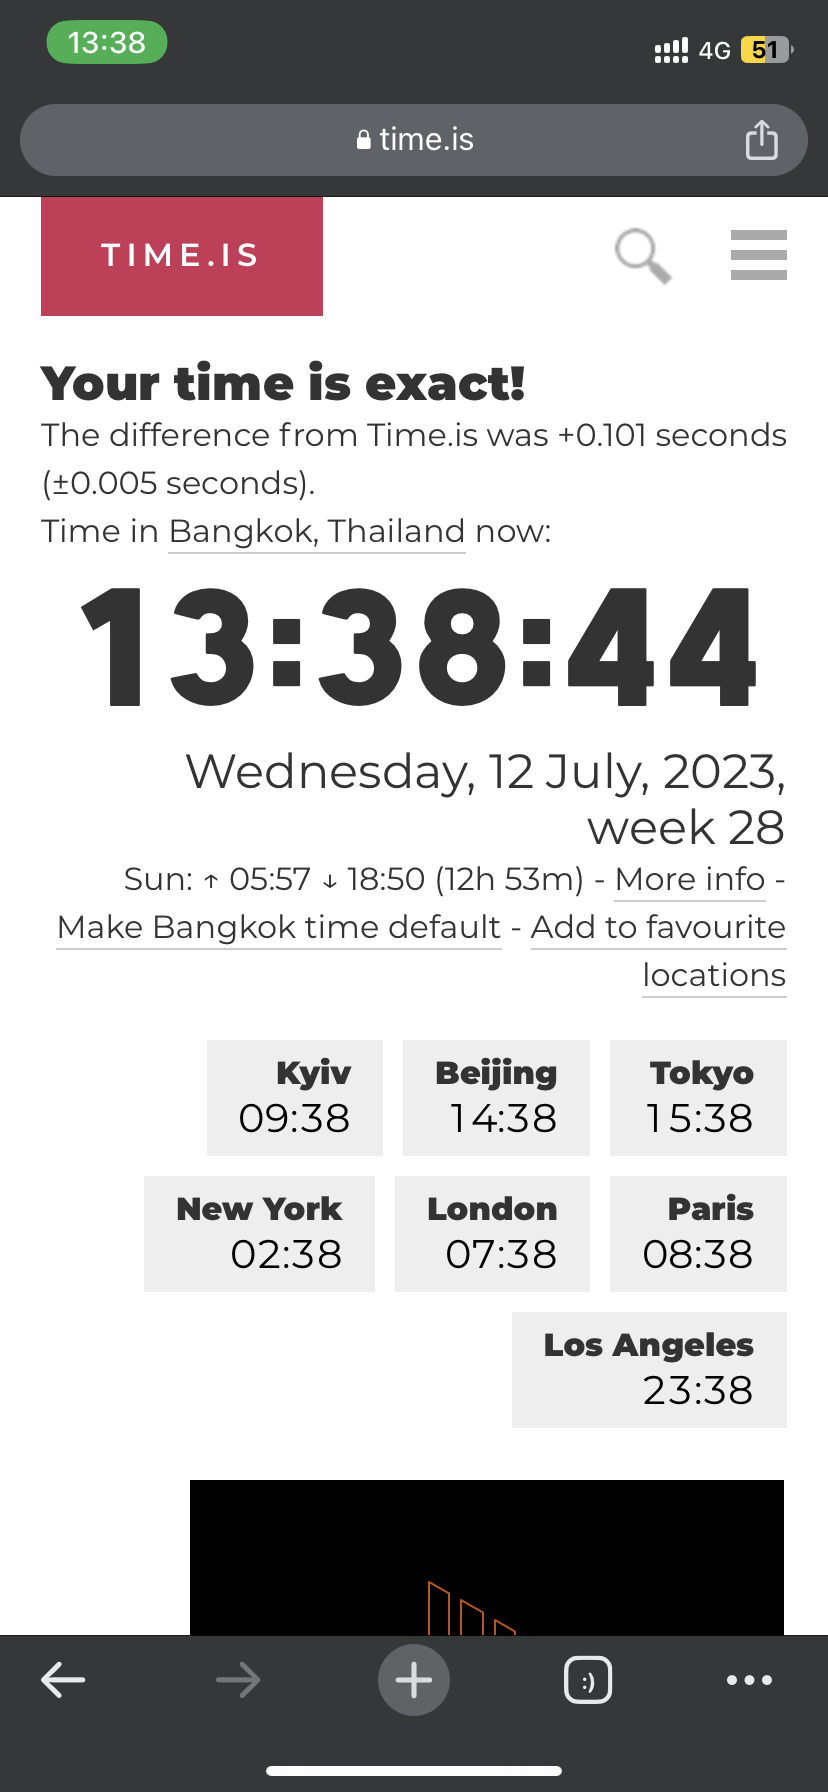 13:38
4G 51
time.is
TIME.IS
Your time is exact!
The difference from Time.is was +0.101 seconds
(±0.005 seconds).
Time in Bangkok, Thailand now:
13:38:44
Wednesday, 12 July, 2023,
week 28
Sun: ↑ 05:57 ↓ 18:50 (12h 53m) - More info -
Make Bangkok time default - Add to favourite
locations
Kyiv Beijing Tokyo
09:38 14:38 15:38
New York London Paris
02:38 07:38 08:38
Los Angeles
23:38
:)